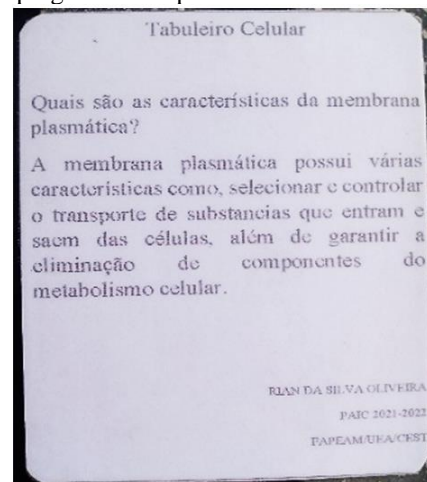 Tabuleiro Celular
Quais são as características da membrana
plasmática?
A membrana plasmática possui várias
características como, selecionar e controlar
o transporte de substancias que entram e
saem das células, além de garantir a
eliminação de componentes do
metabolismo celular.
RIAN DA SILVA OLIVEIRA
PAIC 2021-2022
FAPEAM/UEA/CEST